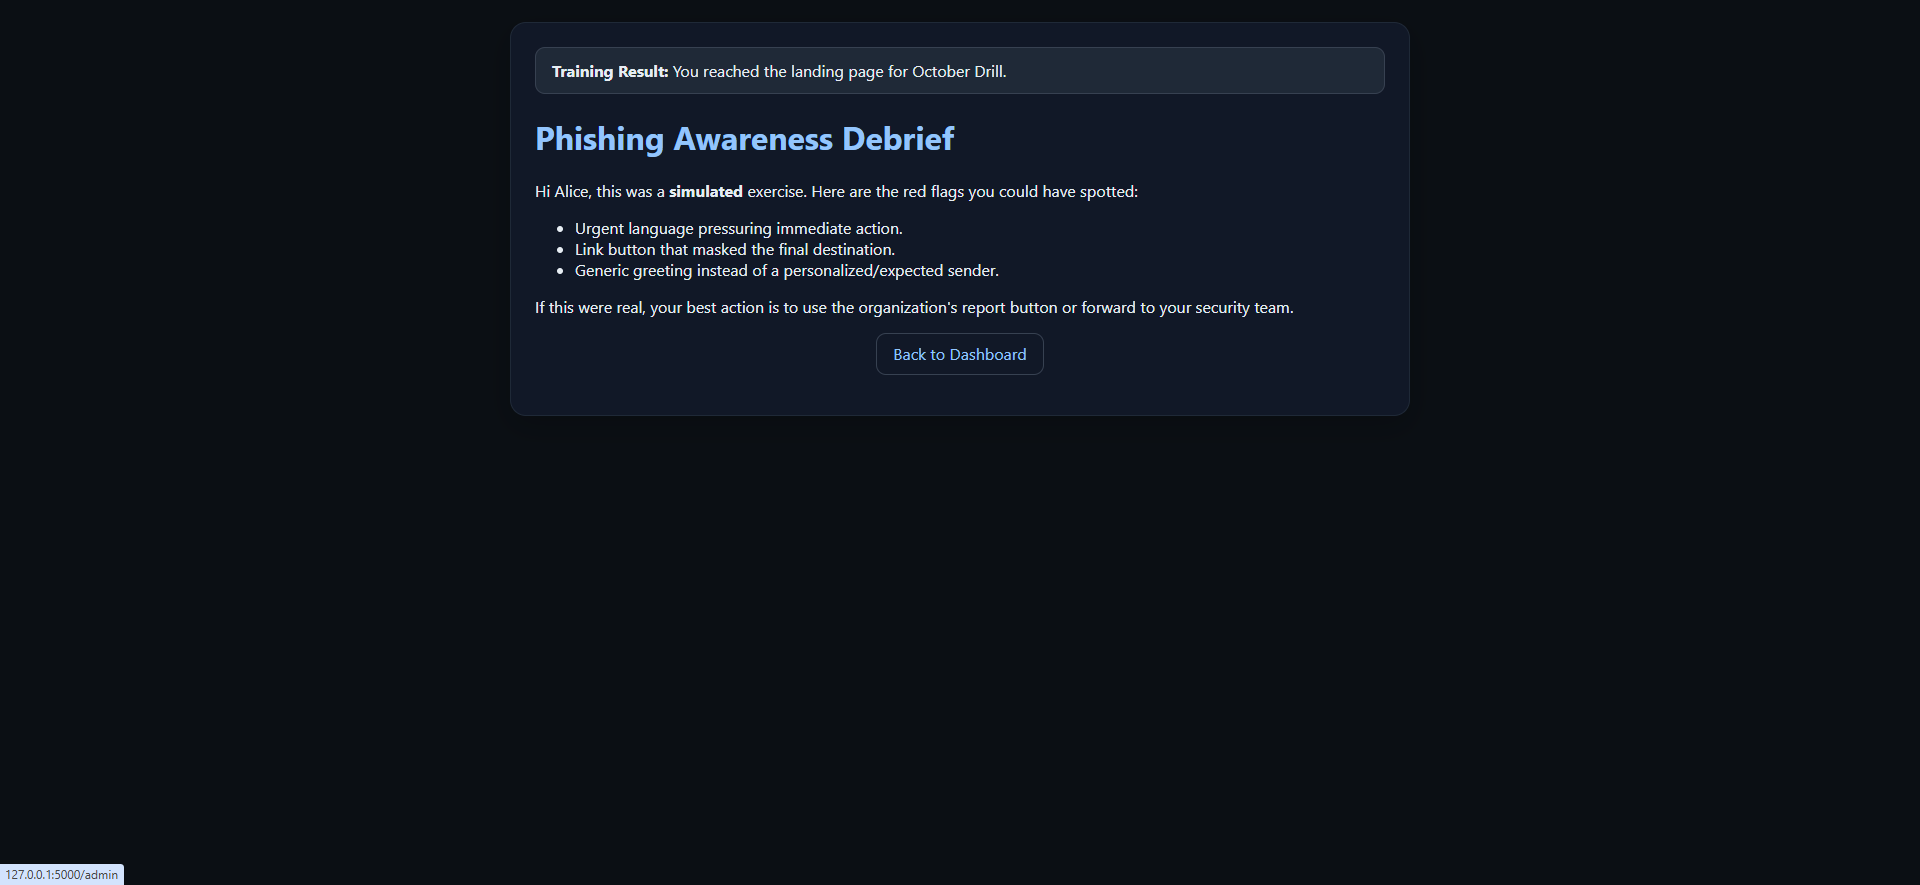 Training Result: You reached the landing page for October Drill.
Phishing Awareness Debrief
Hi Alice, this was a simulated exercise. Here are the red flags you could have spotted:
• Urgent language pressuring immediate action.
• Link button that masked the final destination.
• Generic greeting instead of a personalized/expected sender.
If this were real, your best action is to use the organization's report button or forward to your security team.
Back to Dashboard
127.0.0.1:5000/admin